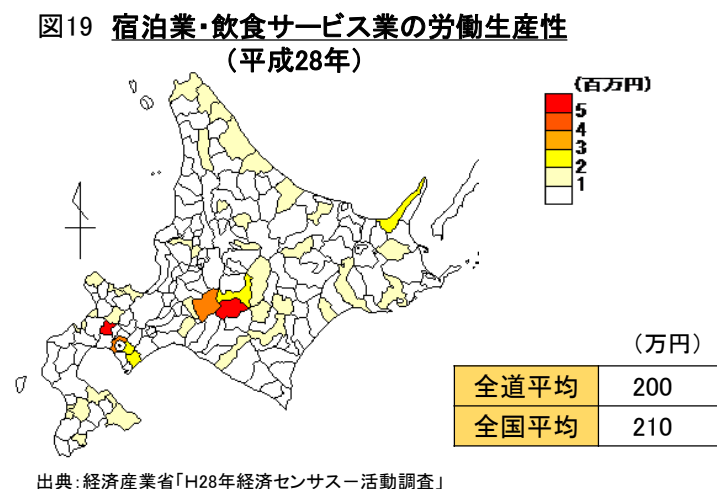 図19 宿泊業・飲食サービス業の労働生産性
(平成28年)
(百万円)
5
4
3
2
1
(万円)
全道平均 200
全国平均 210
出典:経済産業省「H28年経済センサス－活動調査」